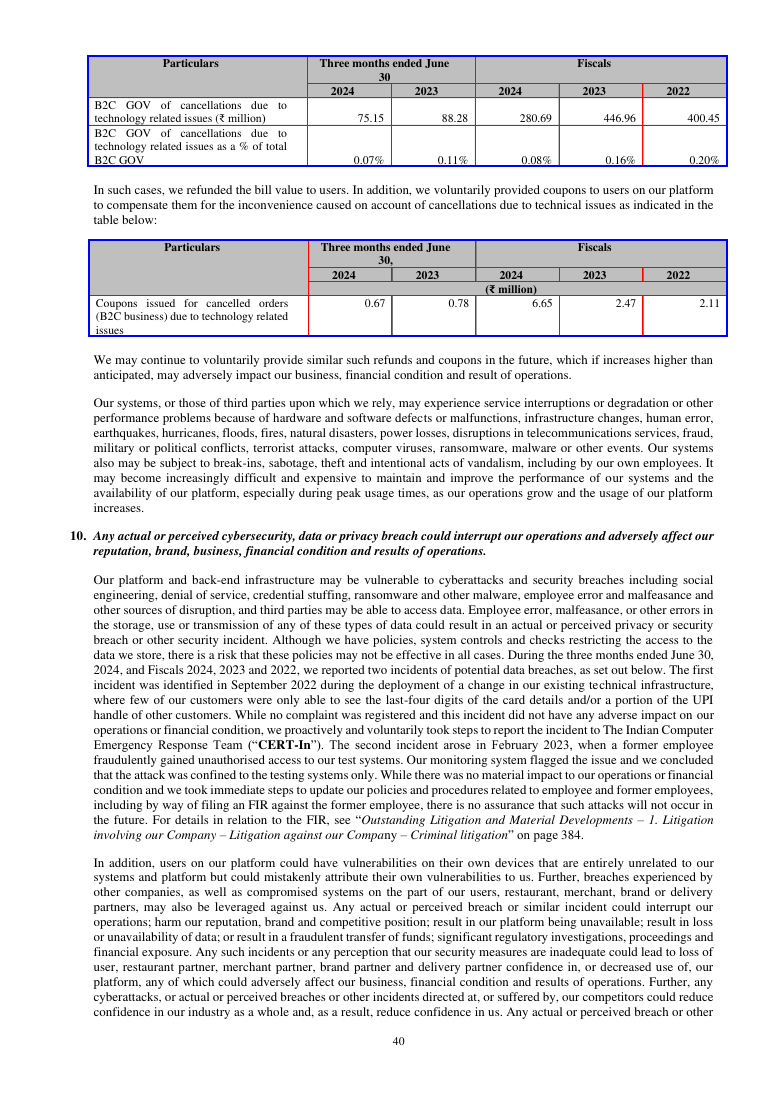 Particulars Three months ended June 30 Fiscals
2024 2023 2024 2023 2022
B2C GOV of cancellations due to
technology related issues (₹ million) 75.15 88.28 280.69 446.96 400.45
B2C GOV of cancellations due to
technology related issues as a % of total
B2C GOV 0.07% 0.11% 0.08% 0.16% 0.20%
In such cases, we refunded the bill value to users. In addition, we voluntarily provided coupons to users on our platform
to compensate them for the inconvenience caused on account of cancellations due to technical issues as indicated in the
table below:
Particulars Three months ended June 30, Fiscals
2024 2023 2024 2023 2022
(₹ million)
Coupons issued for cancelled orders 0.67 0.78 6.65 2.47 2.11
(B2C business) due to technology related
issues
We may continue to voluntarily provide similar such refunds and coupons in the future, which if increases higher than
anticipated, may adversely impact our business, financial condition and result of operations.
Our systems, or those of third parties upon which we rely, may experience service interruptions or degradation or other
performance problems because of hardware and software defects or malfunctions, infrastructure changes, human error,
earthquakes, hurricanes, floods, fires, natural disasters, power losses, disruptions in telecommunications services, fraud,
military or political conflicts, terrorist attacks, computer viruses, ransomware, malware or other events. Our systems
also may be subject to break-ins, sabotage, theft and intentional acts of vandalism, including by our own employees. It
may become increasingly difficult and expensive to maintain and improve the performance of our systems and the
availability of our platform, especially during peak usage times, as our operations grow and the usage of our platform
increases.
10. Any actual or perceived cybersecurity, data or privacy breach could interrupt our operations and adversely affect our
reputation, brand, business, financial condition and results of operations.
Our platform and back-end infrastructure may be vulnerable to cyberattacks and security breaches including social
engineering, denial of service, credential stuffing, ransomware and other malware, employee error and malfeasance and
other sources of disruption, and third parties may be able to access data. Employee error, malfeasance, or other errors in
the storage, use or transmission of any of these types of data could result in an actual or perceived privacy or security
breach or other security incident. Although we have policies, system controls and checks restricting the access to the
data we store, there is a risk that these policies may not be effective in all cases. During the three months ended June 30,
2024, and Fiscals 2024, 2023 and 2022, we reported two incidents of potential data breaches, as set out below. The first
incident was identified in September 2022 during the deployment of a change in our existing technical infrastructure,
where few of our customers were only able to see the last-four digits of the card details and/or a portion of the UPI
handle of other customers. While no complaint was registered and this incident did not have any adverse impact on our
operations or financial condition, we proactively and voluntarily took steps to report the incident to The Indian Computer
Emergency Response Team (“CERT-In”). The second incident arose in February 2023, when a former employee
fraudulently gained unauthorised access to our test systems. Our monitoring system flagged the issue and we concluded
that the attack was confined to the testing systems only. While there was no material impact to our operations or financial
condition and we took immediate steps to update our policies and procedures related to employee and former employees,
including by way of filing an FIR against the former employee, there is no assurance that such attacks will not occur in
the future. For details in relation to the FIR, see “Outstanding Litigation and Material Developments – 1. Litigation
involving our Company – Litigation against our Company – Criminal litigation” on page 384.
In addition, users on our platform could have vulnerabilities on their own devices that are entirely unrelated to our
systems and platform but could mistakenly attribute their own vulnerabilities to us. Further, breaches experienced by
other companies, as well as compromised systems on the part of our users, restaurant, merchant, brand or delivery
partners, may also be leveraged against us. Any actual or perceived breach or similar incident could interrupt our
operations; harm our reputation, brand and competitive position; result in our platform being unavailable; result in loss
or unavailability of data; or result in a fraudulent transfer of funds; significant regulatory investigations, proceedings and
financial exposure. Any such incidents or any perception that our security measures are inadequate could lead to loss of
user, restaurant partner, merchant partner, brand partner and delivery partner confidence in, or decreased use of, our
platform, any of which could adversely affect our business, financial condition and results of operations. Further, any
cyberattacks, or actual or perceived breaches or other incidents directed at, or suffered by, our competitors could reduce
confidence in our industry as a whole and, as a result, reduce confidence in us. Any actual or perceived breach or other
40